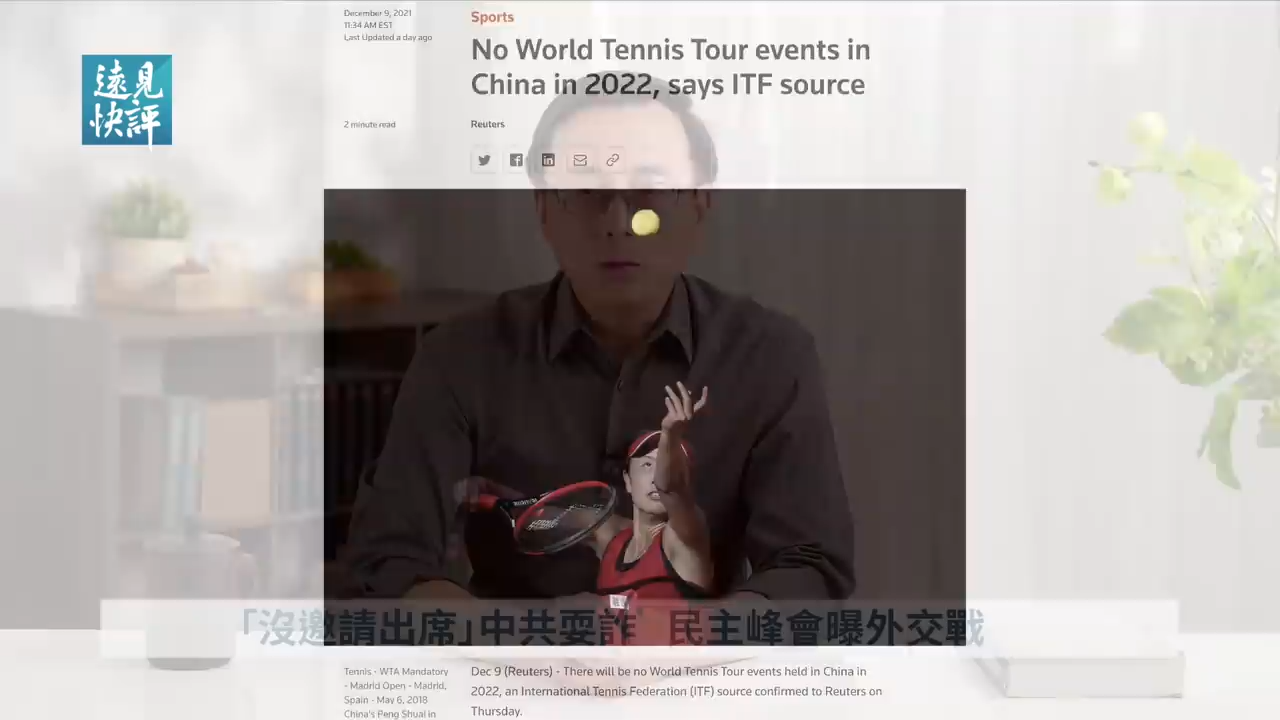 December 9, 2021
11:34 AM EST
Last Updated a day ago
Sports
No World Tennis Tour events in
China in 2022, says ITF source
2 minute read
Reuters
遠見
快評
「沒邀請出席」中共耍詐 民主峰會曝外交戰
Tennis - WTA Mandatory
- Madrid Open - Madrid,
Spain - May 6, 2018
China's Peng Shuai in
Dec 9 (Reuters) - There will be no World Tennis Tour events held in China in
2022, an International Tennis Federation (ITF) source confirmed to Reuters on
Thursday.